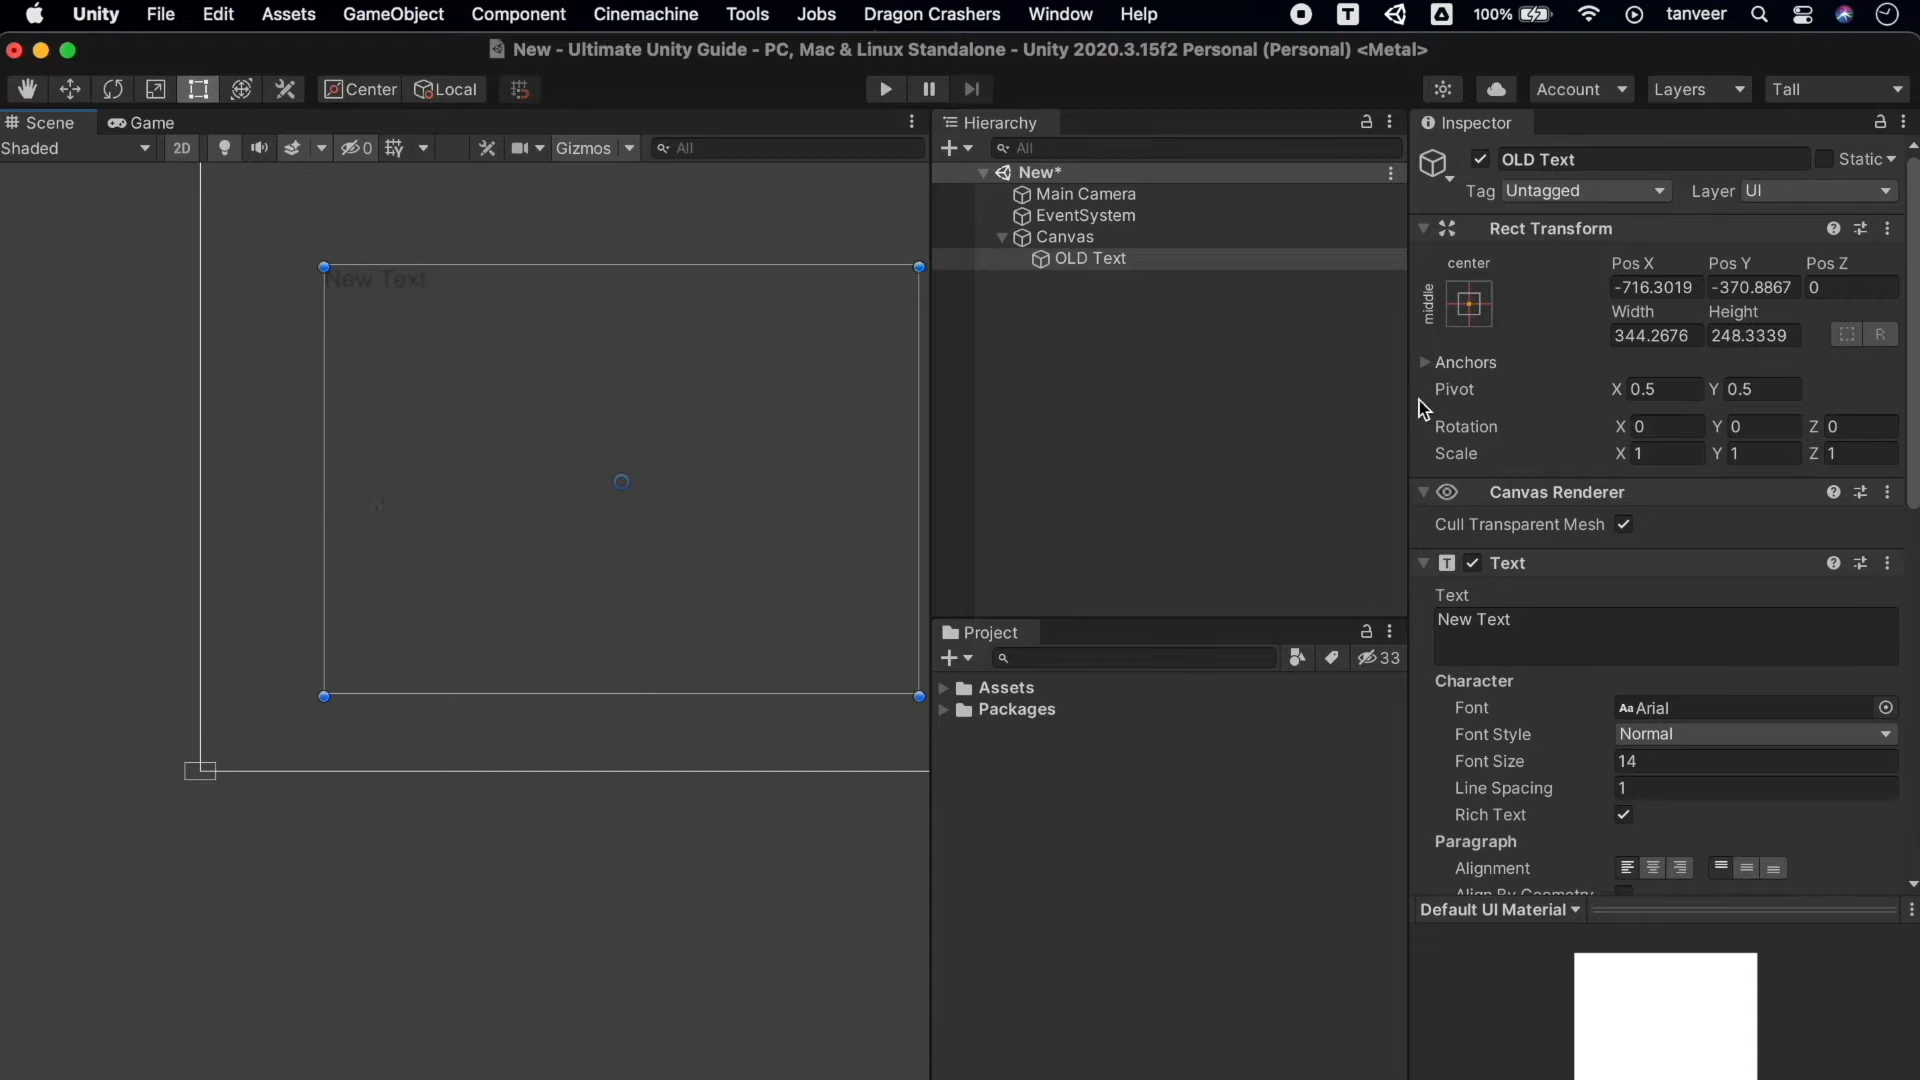 Unity File Edit Assets GameObject Component Cinemachine Tools Jobs Dragon Crashers Window Help T 100% tanveer
New - Ultimate Unity Guide - PC, Mac & Linux Standalone - Unity 2020.3.15f2 Personal (Personal) <Metal>
Center Local Account Layers Tall
Scene Game
Shaded 2D 0 Gizmos All
New Text
Hierarchy
All
New*
Main Camera
EventSystem
Canvas
OLD Text
Project
33
Assets
Packages
Inspector
OLD Text Static
Tag Untagged Layer UI
Rect Transform
center Pos X Pos Y Pos Z
middle -716.3019 -370.8867 0
Width Height
344.2676 248.3339 R
Anchors
Pivot X 0.5 Y 0.5
Rotation X 0 Y 0 Z 0
Scale X 1 Y 1 Z 1
Canvas Renderer
Cull Transparent Mesh
T Text
Text
New Text
Character
Font Aa Arial
Font Style Normal
Font Size 14
Line Spacing 1
Rich Text
Paragraph
Alignment
Align By Geometry
Default UI Material